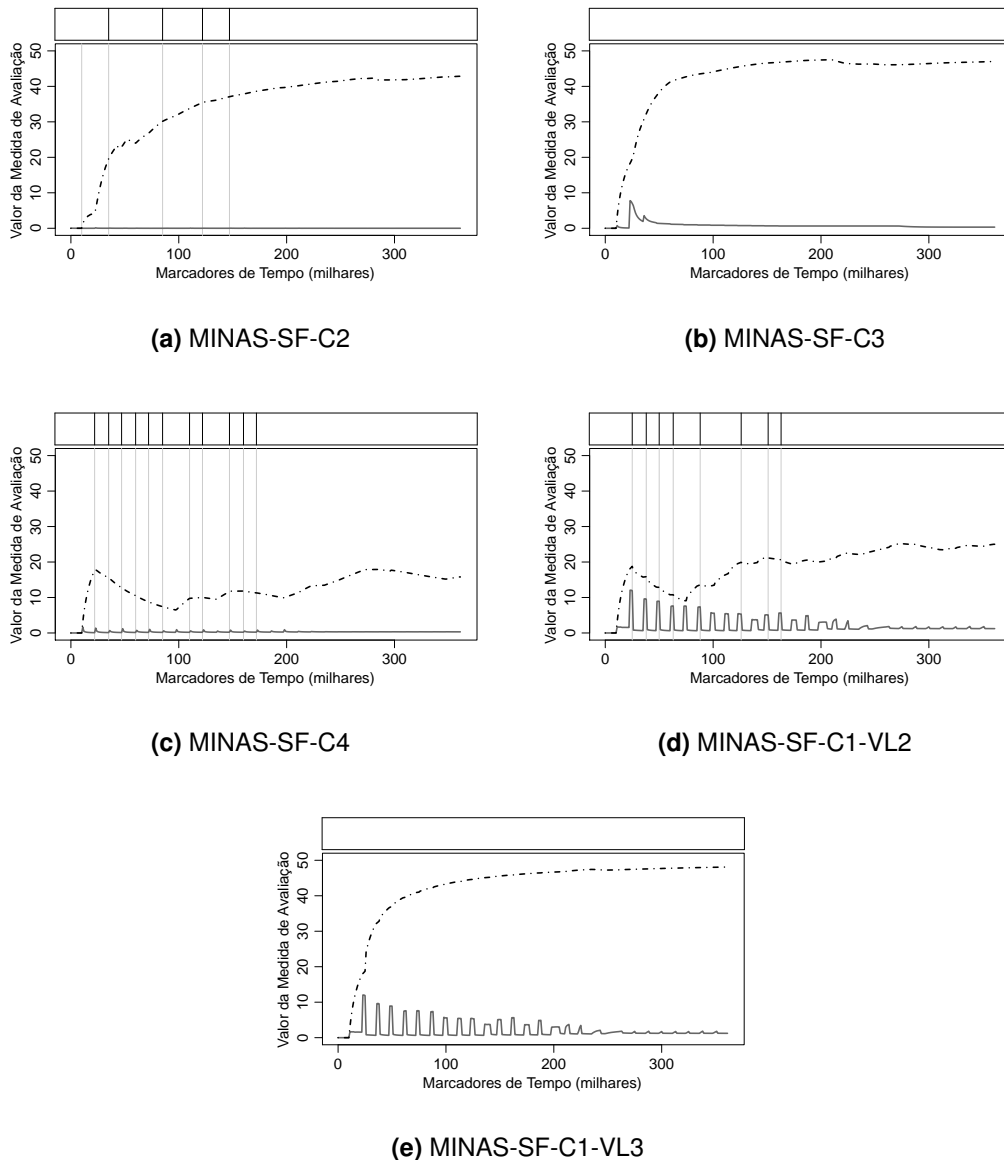 Valor da Medida de Avaliação
0 10 20 30 40 50
0 100 200 300
Marcadores de Tempo (milhares)
(a) MINAS-SF-C2
Valor da Medida de Avaliação
0 10 20 30 40 50
0 100 200 300
Marcadores de Tempo (milhares)
(b) MINAS-SF-C3
Valor da Medida de Avaliação
0 10 20 30 40 50
0 100 200 300
Marcadores de Tempo (milhares)
(c) MINAS-SF-C4
Valor da Medida de Avaliação
0 10 20 30 40 50
0 100 200 300
Marcadores de Tempo (milhares)
(d) MINAS-SF-C1-VL2
Valor da Medida de Avaliação
0 10 20 30 40 50
0 100 200 300
Marcadores de Tempo (milhares)
(e) MINAS-SF-C1-VL3